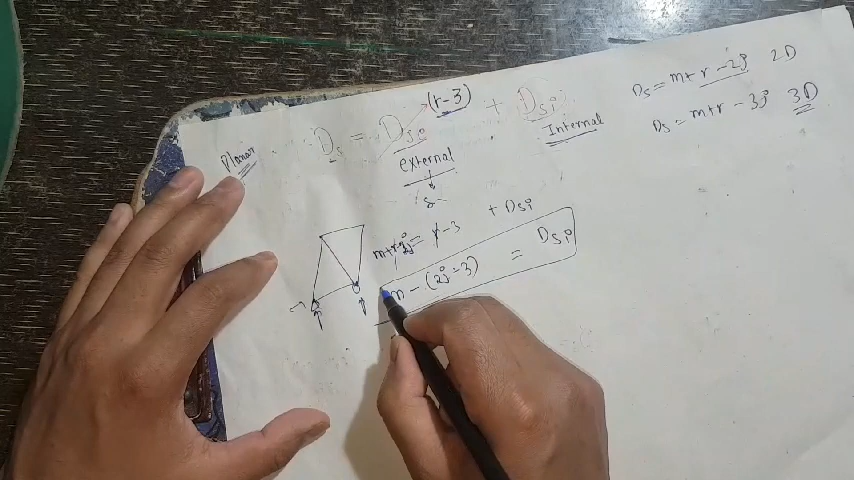 Ds = m+r-2j 2D
Ds = m+r-3j 3D
(r-3)
Planar
Ds = Dse + Dsi
external
Internal
m+r-2j = r-3 + Dsi
m - (2j-3) = Dsi